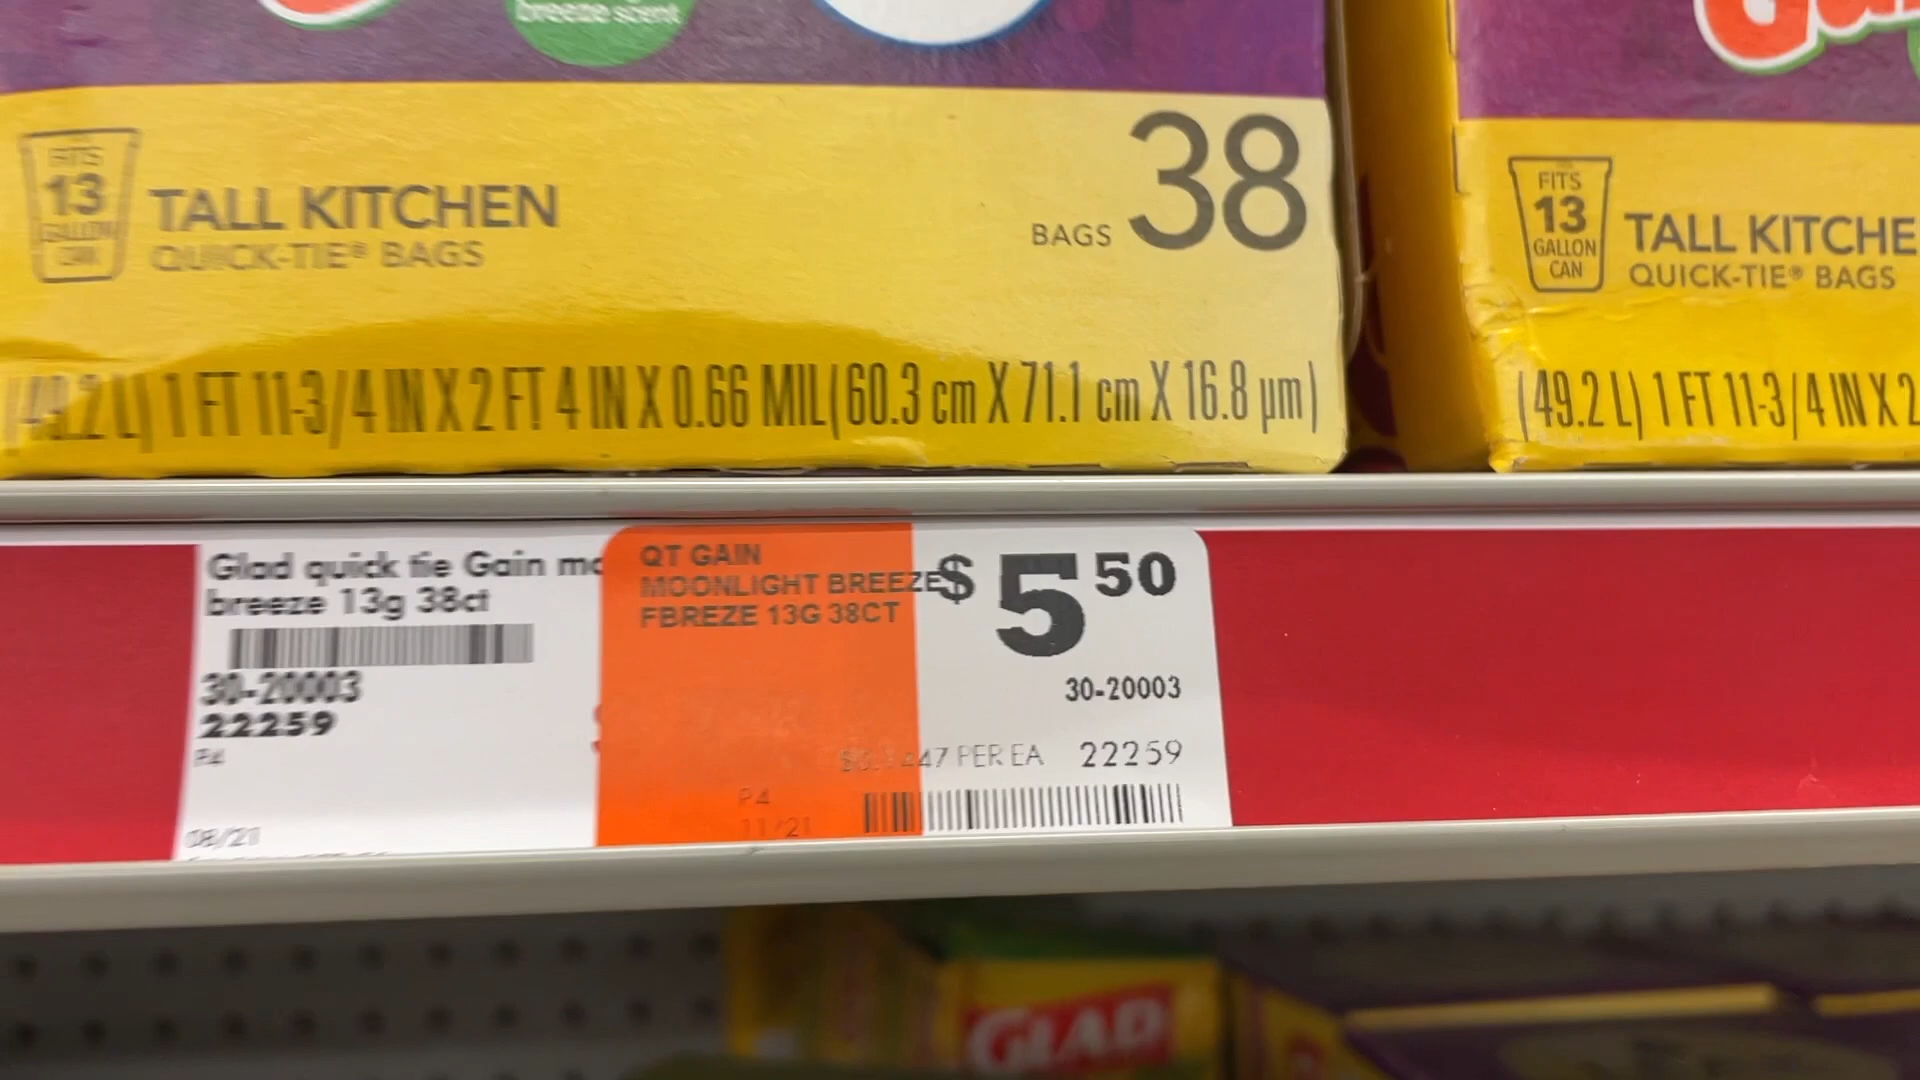 breeze scent
FITS
13
GALLON
CAN
TALL KITCHEN
QUICK-TIE® BAGS
BAGS 38
(49.2 L) 1 FT 11-3/4 IN X 2 FT 4 IN X 0.66 MIL (60.3 cm X 71.1 cm X 16.8 µm)
FITS
13
GALLON
CAN
TALL KITCHE
QUICK-TIE® BAGS
(49.2 L) 1 FT 11-3/4 IN X 2
Glad quick tie Gain mo
breeze 13g 38ct
30-20003
22259
P4
08/21
QT GAIN
MOONLIGHT BREEZE
FBREZE 13G 38CT
$5 50
30-20003
PER EA 22259
P4
11/21
GLAD